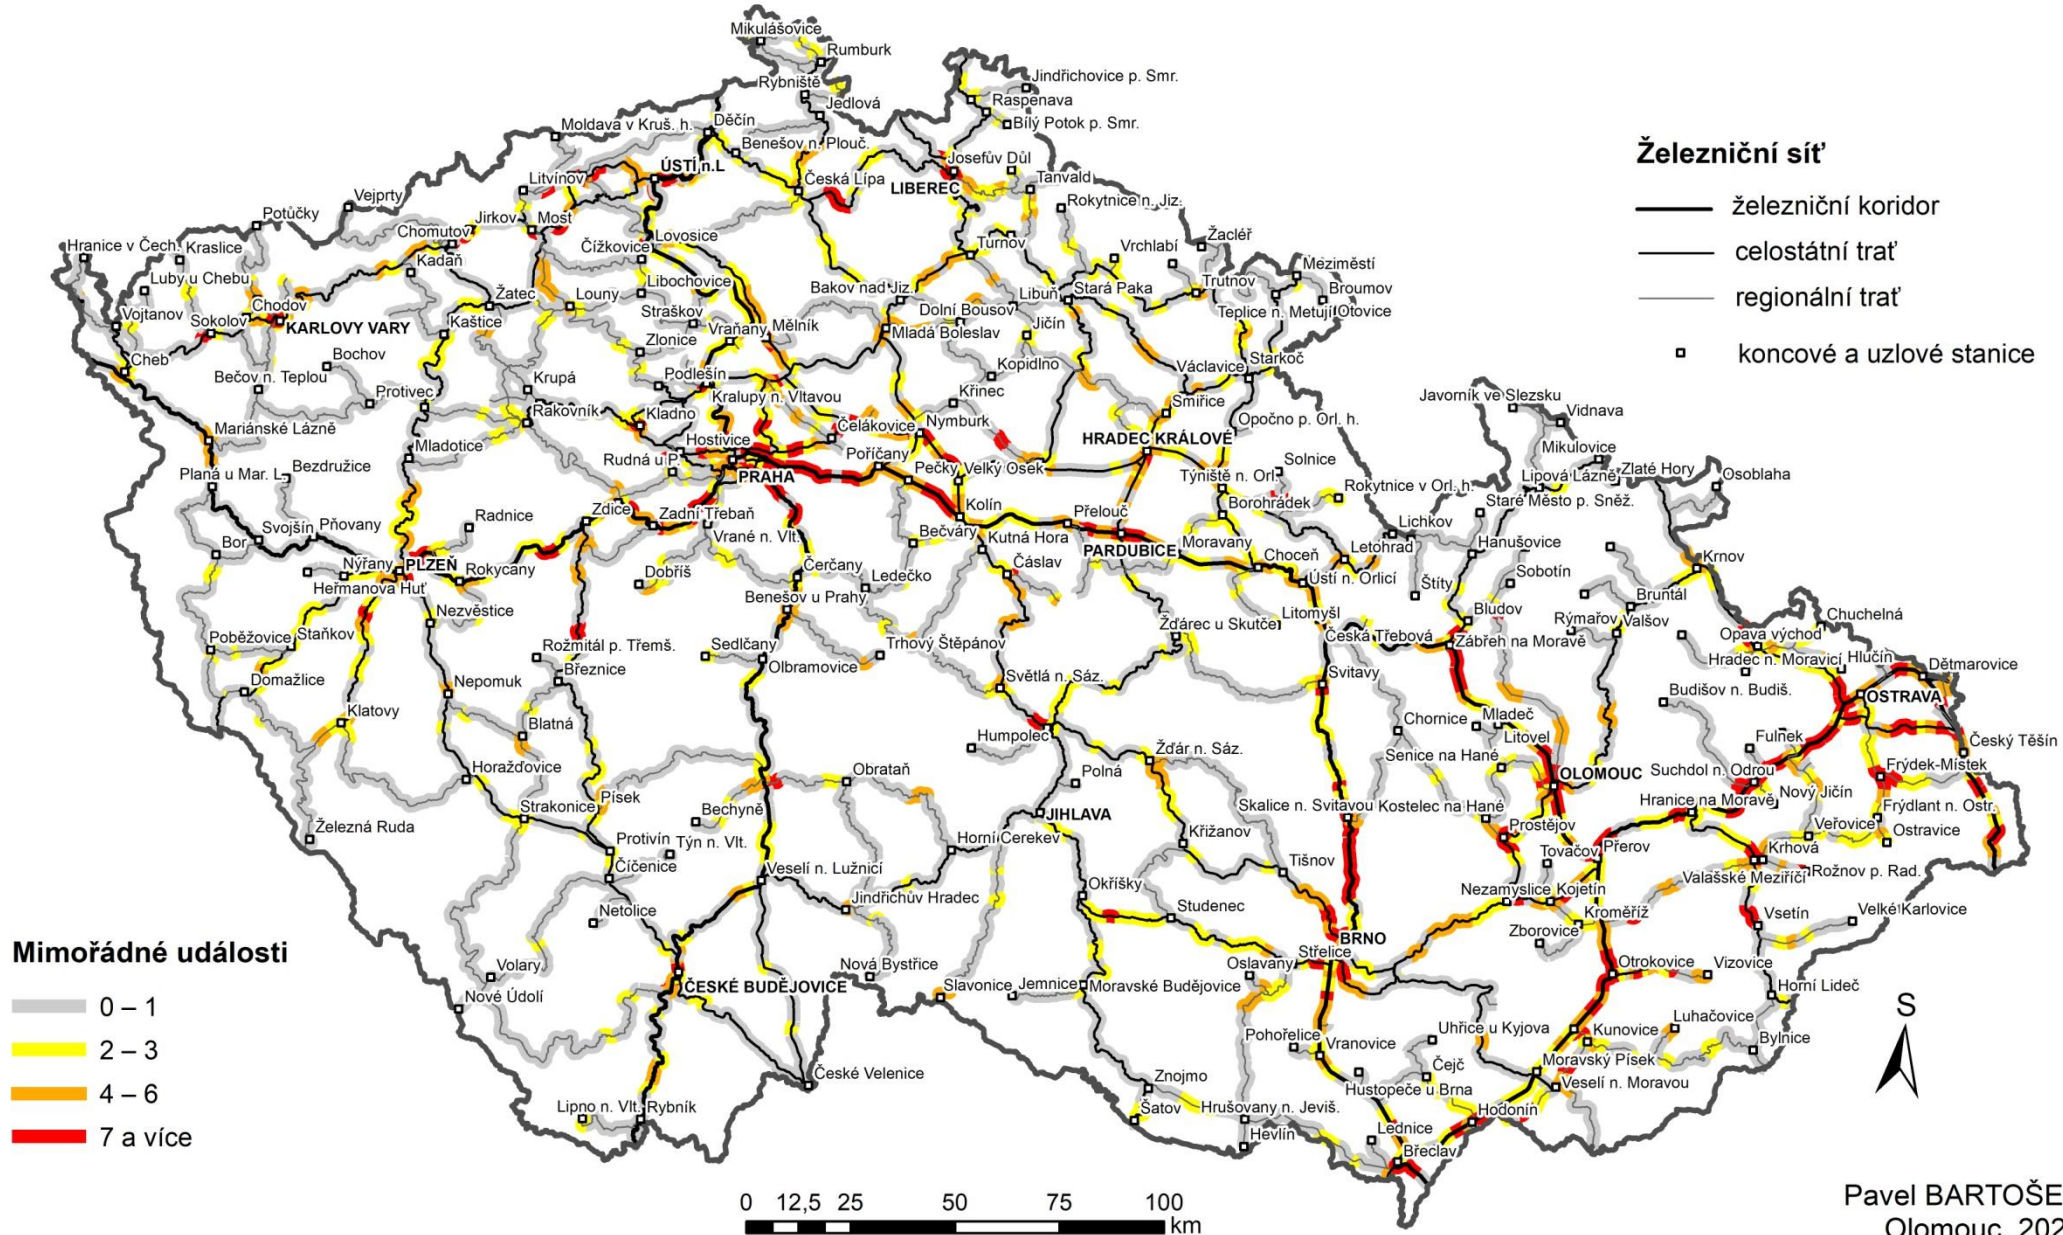 Mikulášovice
Rumburk
Rybniště
Jedlová
Jindřichovice p. Smr.
Raspenava
Bílý Potok p. Smr.
Moldava v Kruš. h.
Děčín
Benešov n. Plouč.
Josefův Důl
ÚSTÍ n.L
Česká Lípa
LIBEREC
Tanvald
Litvínov
Vejprty
Rokytnice n. Jiz.
Potůčky
Jirkov
Most
Chomutov
Čížkovice
Lovosice
Turnov
Vrchlabí
Žacléř
Hranice v Čech.
Kraslice
Luby u Chebu
Kadaň
Libochovice
Bakov nad Jiz.
Libuň
Stará Paka
Trutnov
Meziměstí
Broumov
Chodov
Žatec
Louny
Straškov
Dolní Bousov
Teplice n. Metují
Otovice
Vojtanov
Sokolov
KARLOVY VARY
Kaštice
Vraňany
Mělník
Mladá Boleslav
Jičín
Zlonice
Bochov
Cheb
Bečov n. Teplou
Krupá
Podlešín
Kopidlno
Václavice
Starkoč
Protivec
Kralupy n. Vltavou
Křinec
Smiřice
Rakovník
Kladno
Čelákovice
Nymburk
Opočno p. Orl. h.
Mariánské Lázně
Mladotice
Hostivice
HRADEC KRÁLOVÉ
Javorník ve Slezsku
Vidnava
Mikulovice
Bezdružice
Rudná u P.
Poříčany
Pečky
Velký Osek
Týniště n. Orl.
Solnice
Lipová Lázně
Zlaté Hory
Osoblaha
Planá u Mar. L.
PRAHA
Rokytnice v Orl. h.
Staré Město p. Sněž.
Zdice
Zadní Třebaň
Kolín
Přelouč
Borohrádek
Lichkov
Svojšín
Pňovany
Radnice
Vrané n. Vlt.
Bečváry
Kutná Hora
PARDUBICE
Moravany
Choceň
Letohrad
Hanušovice
Bor
Nýřany
PLZEŇ
Rokycany
Dobříš
Čerčany
Ledečko
Čáslav
Ústí n. Orlicí
Štíty
Sobotín
Krnov
Heřmanova Huť
Nezvěstice
Benešov u Prahy
Litomyšl
Bludov
Rýmařov
Bruntál
Valšov
Chuchelná
Poběžovice
Staňkov
Rožmitál p. Třemš.
Sedlčany
Trhový Štěpánov
Žďárec u Skutče
Česká Třebová
Zábřeh na Moravě
Opava východ
Hradec n. Moravicí
Hlučín
Dětmarovice
Domažlice
Nepomuk
Březnice
Olbramovice
Světlá n. Sáz.
Svitavy
Budišov n. Budiš.
OSTRAVA
Klatovy
Blatná
Humpolec
Chornice
Mladeč
Litovel
Fulnek
Český Těšín
Horažďovice
Obrataň
Žďár n. Sáz.
Senice na Hané
OLOMOUC
Suchdol n. Odrou
Frýdek-Místek
Polná
Strakonice
Písek
Bechyně
Skalice n. Svitavou
Kostelec na Hané
Hranice na Moravě
Nový Jičín
Frýdlant n. Ostr.
Železná Ruda
JIHLAVA
Prostějov
Veřovice
Ostravice
Protivín
Týn n. Vlt.
Horní Cerekev
Křižanov
Tovačov
Přerov
Krhová
Číčenice
Veselí n. Lužnicí
Tišnov
Valašské Meziříčí
Rožnov p. Rad.
Jindřichův Hradec
Okříšky
Nezamyslice
Kojetín
Netolice
Studenec
Kroměříž
Vsetín
Velké Karlovice
BRNO
Zborovice
Střelice
Volary
Nová Bystřice
Oslavany
Otrokovice
Vizovice
Nové Údolí
ČESKÉ BUDĚJOVICE
Slavonice
Jemnice
Moravské Budějovice
Horní Lideč
Pohořelice
Vranovice
Uhřice u Kyjova
Kunovice
Luhačovice
Bylnice
České Velenice
Čejč
Moravský Písek
Znojmo
Hustopeče u Brna
Veselí n. Moravou
Lipno n. Vlt.
Rybník
Šatov
Hrušovany n. Jeviš.
Hodonín
Hevlín
Lednice
Břeclav
Železniční síť
železniční koridor
celostátní trať
regionální trať
koncové a uzlové stanice
Mimořádné události
0 – 1
2 – 3
4 – 6
7 a více
S
0 12,5 25 50 75 100
km
Pavel BARTOŠE
Olomouc, 202